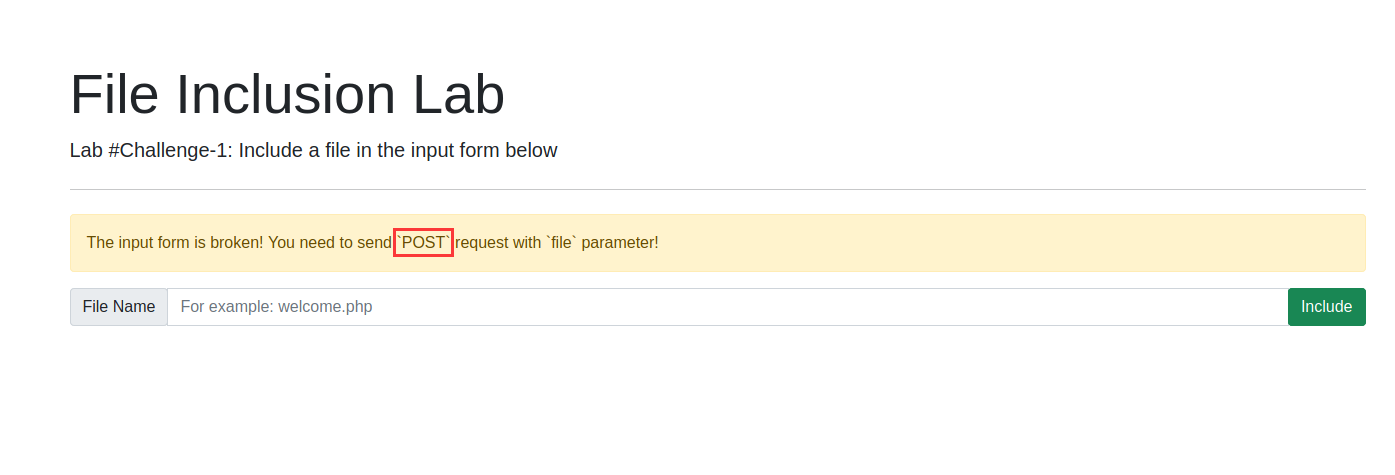 File Inclusion Lab
Lab #Challenge-1: Include a file in the input form below
The input form is broken! You need to send `POST` request with `file` parameter!
File Name For example: welcome.php Include